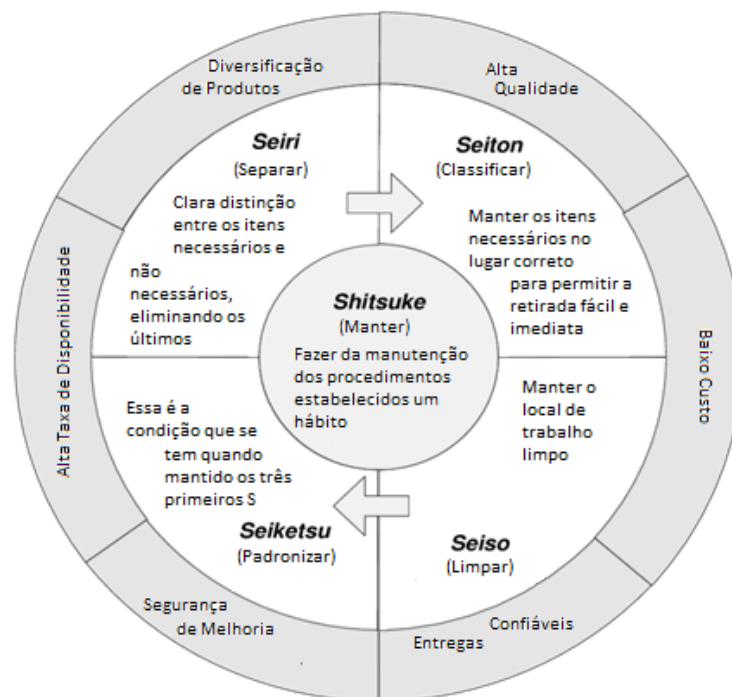 Diversificação
de Produtos
Alta
Qualidade
Seiri
(Separar)
Clara distinção
entre os itens
necessários e
não
necessários,
eliminando os
últimos
Seiton
(Classificar)
Manter os itens
necessários no
lugar correto
para permitir a
retirada fácil e
imediata
Shitsuke
(Manter)
Fazer da manutenção
dos procedimentos
estabelecidos um
hábito
Alta Taxa de Disponibilidade
Baixo Custo
Essa é a
condição que se
tem quando
mantido os três
primeiros S
Seiketsu
(Padronizar)
Manter o
local de
trabalho
limpo
Seiso
(Limpar)
Segurança
de Melhoria
Entregas
Confiáveis